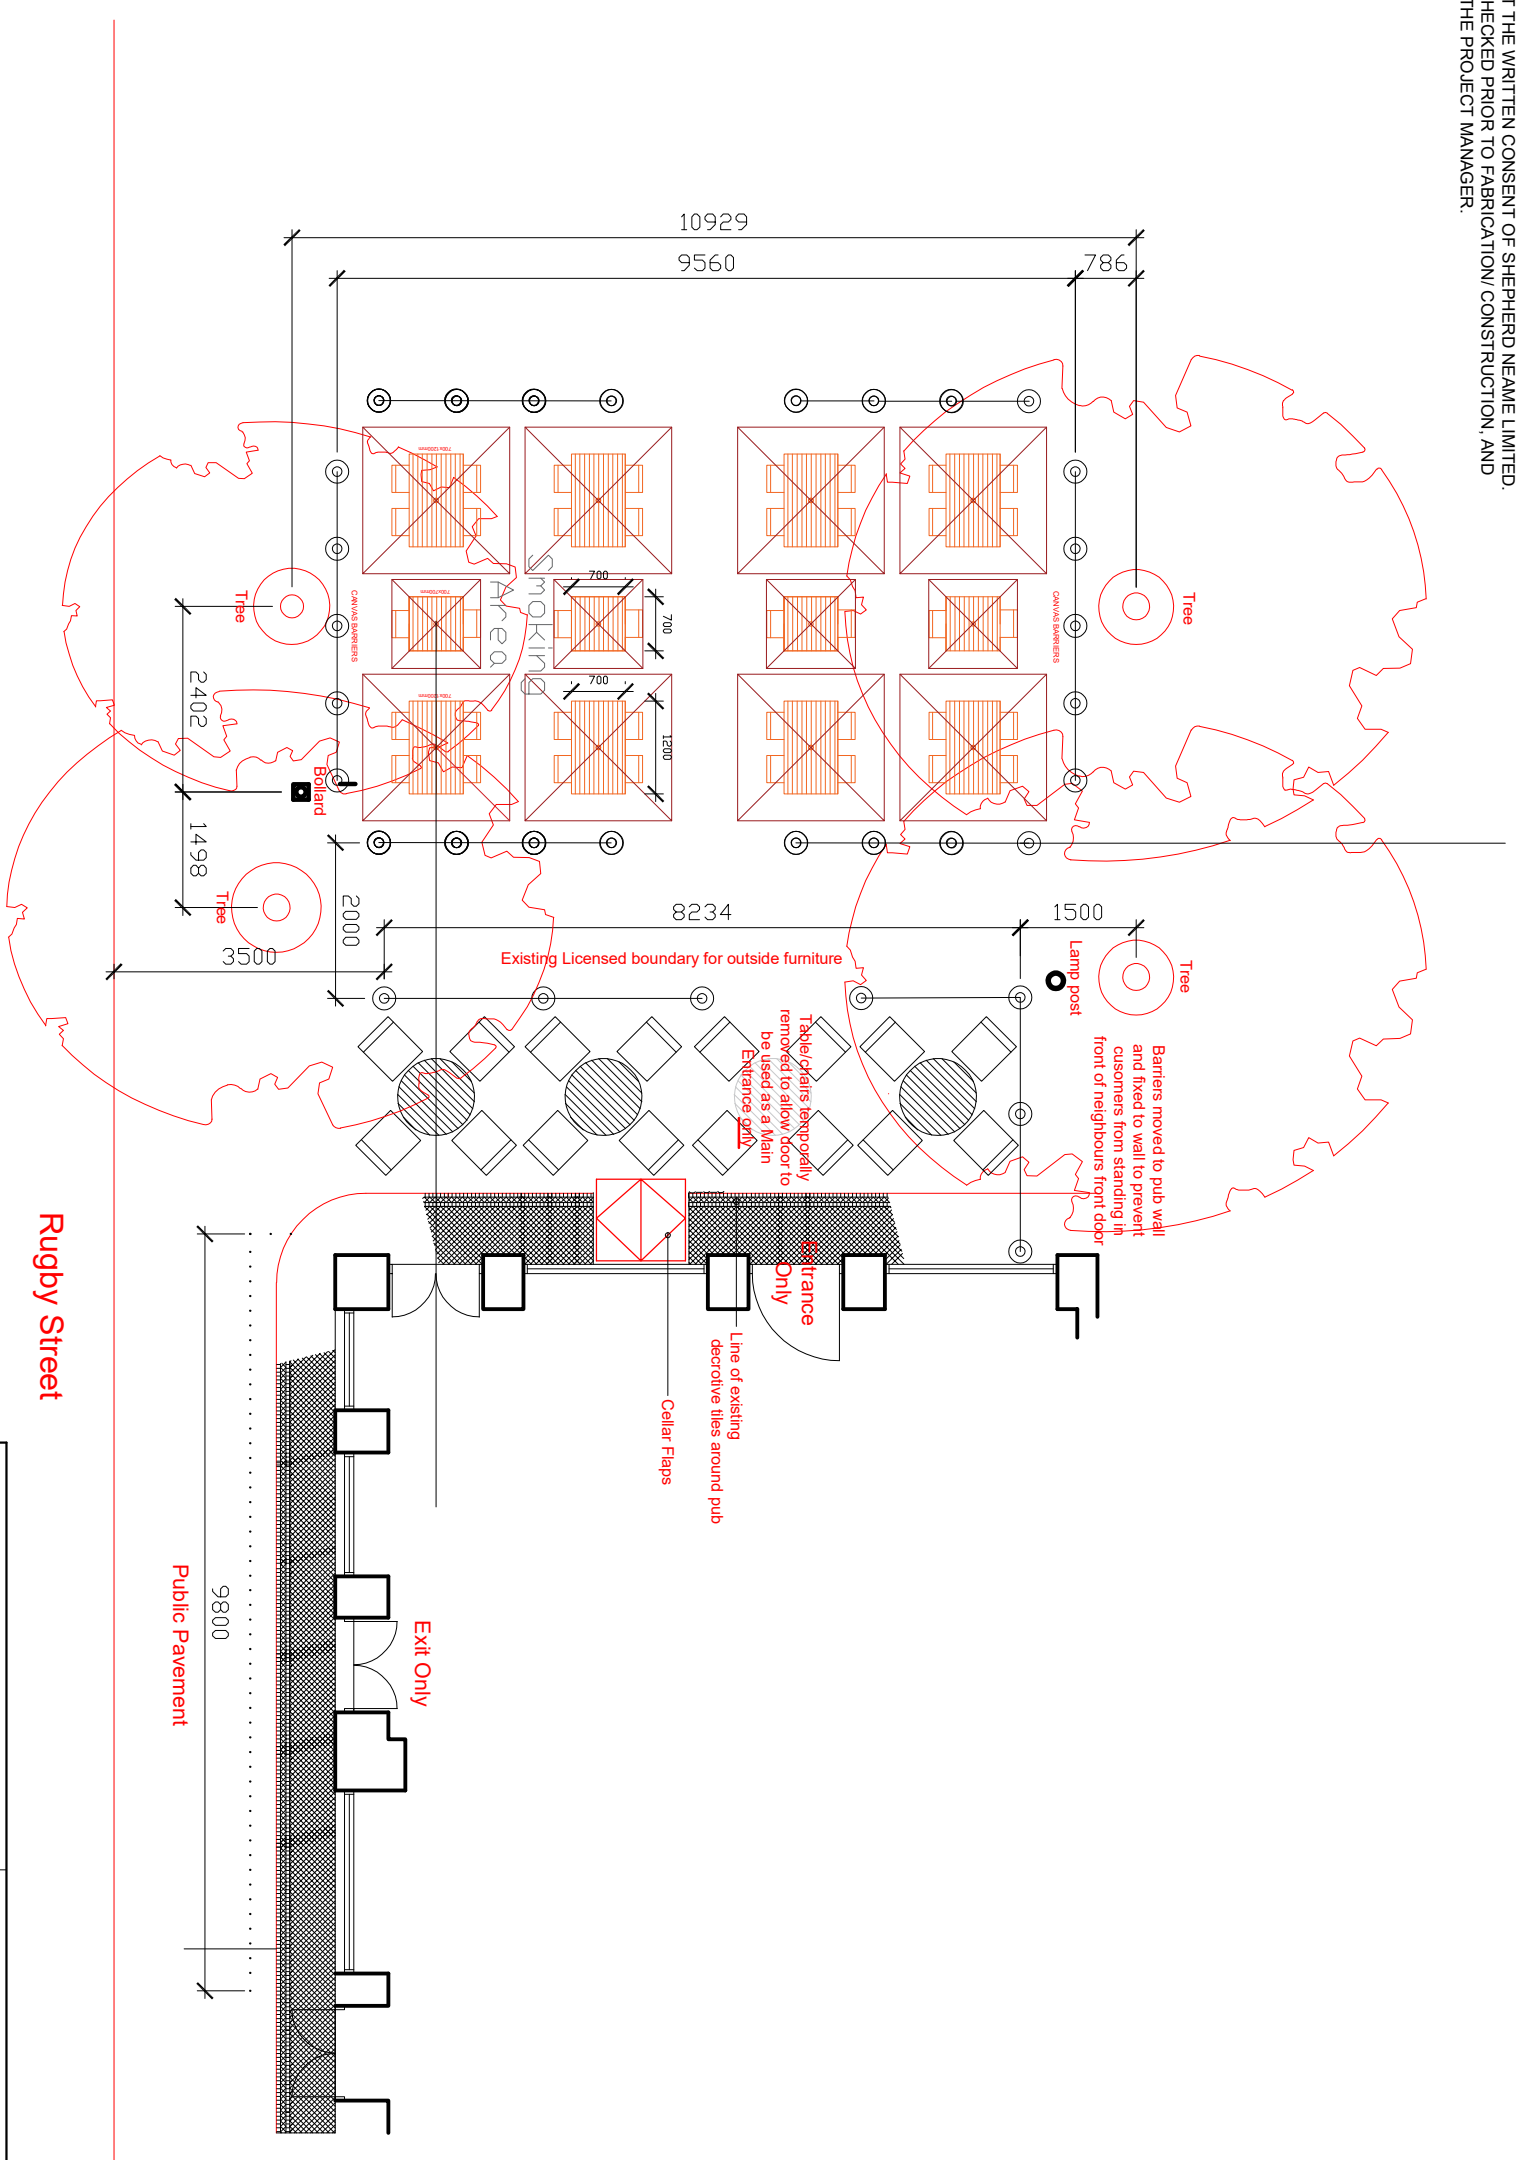 T THE WRITTEN CONSENT OF SHEPHERD NEAME LIMITED.
HECKED PRIOR TO FABRICATION/ CONSTRUCTION, AND
THE PROJECT MANAGER.
10929
9560
786
Tree
Tree
CANVAS BARRIERS
CANVAS BARRIERS
700x1200mm
700x700mm
700x1200mm
Smoking
Area
700
700
700
1200
2402
1498
Bollard
Tree
2000
3500
8234
1500
Existing Licensed boundary for outside furniture
Lamp post
Tree
Table/chairs temporally
removed to allow door to
be used as a Main
Entrance only
Barriers moved to pub wall
and fixed to wall to prevent
cusomers from standing in
front of neighbours front door
Entrance
Only
Line of existing
decrotive tiles around pub
Cellar Flaps
Rugby Street
Exit Only
9800
Public Pavement